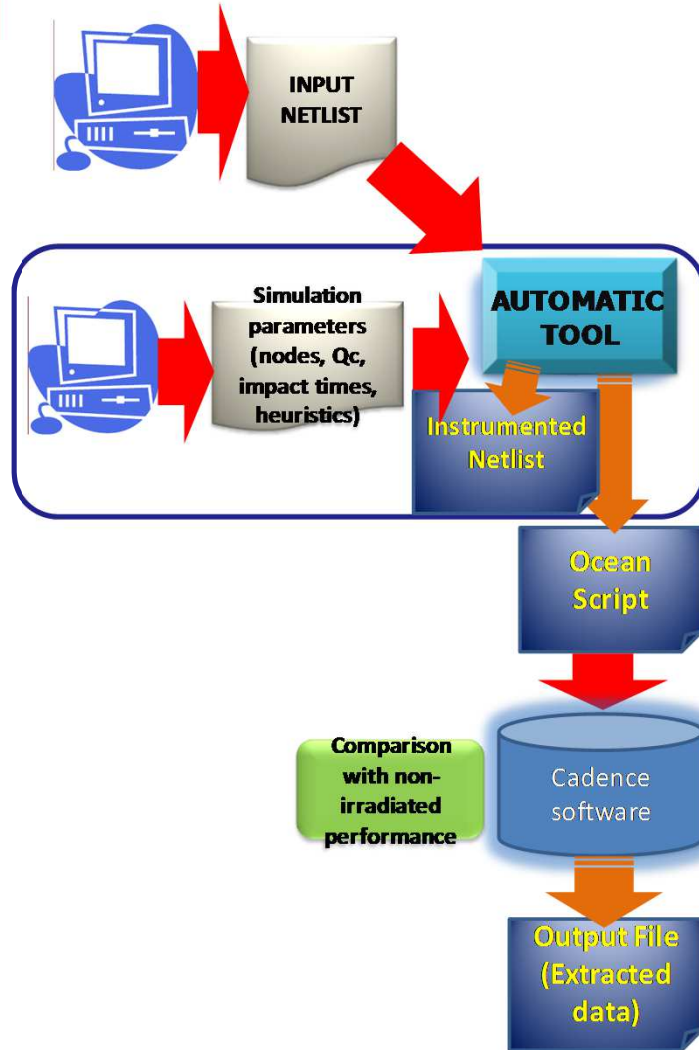 INPUT
NETLIST
AUTOMATIC
TOOL
Simulation
parameters
(nodes, Qc,
impact times,
heuristics)
Instrumented
Netlist
Ocean
Script
Comparison
with non-
irradiated
performance
Cadence
software
Output File
(Extracted
data)